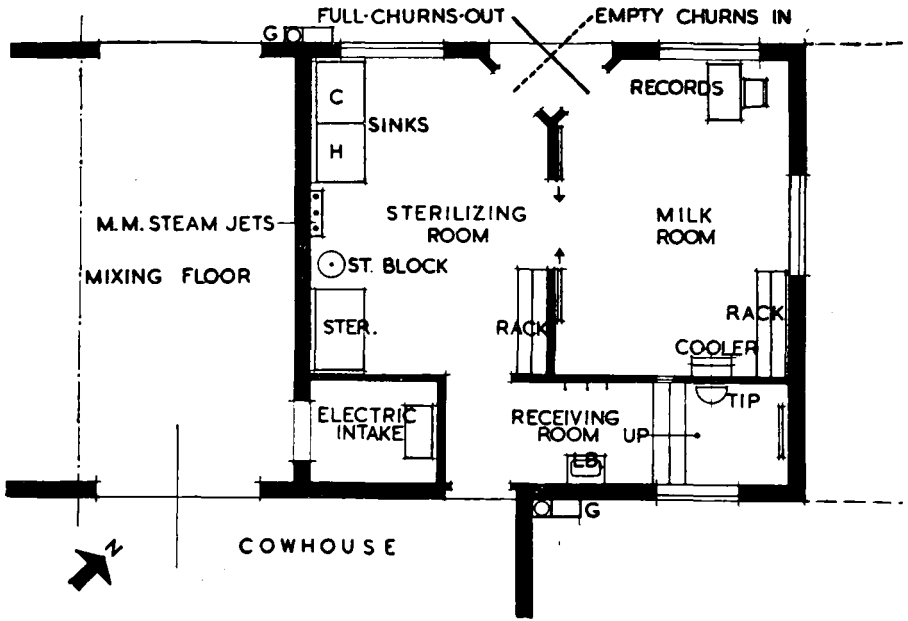 FULL·CHURNS·OUT
EMPTY CHURNS IN
G
C
SINKS
H
RECORDS
M.M. STEAM JETS
STERILIZING
ROOM
MILK
ROOM
MIXING FLOOR
ST. BLOCK
STER.
RACK
RACK
COOLER
ELECTRIC
INTAKE
RECEIVING
ROOM
UP
TIP
L.B.
G
COWHOUSE
N